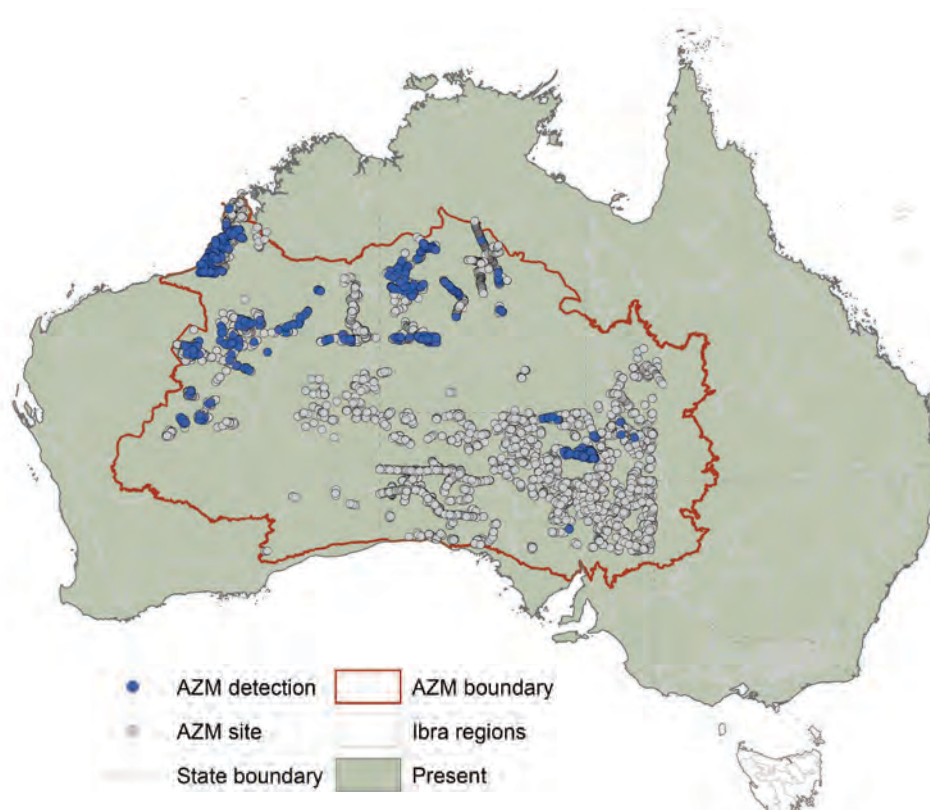 AZM detection
AZM boundary
AZM site
Ibra regions
State boundary
Present